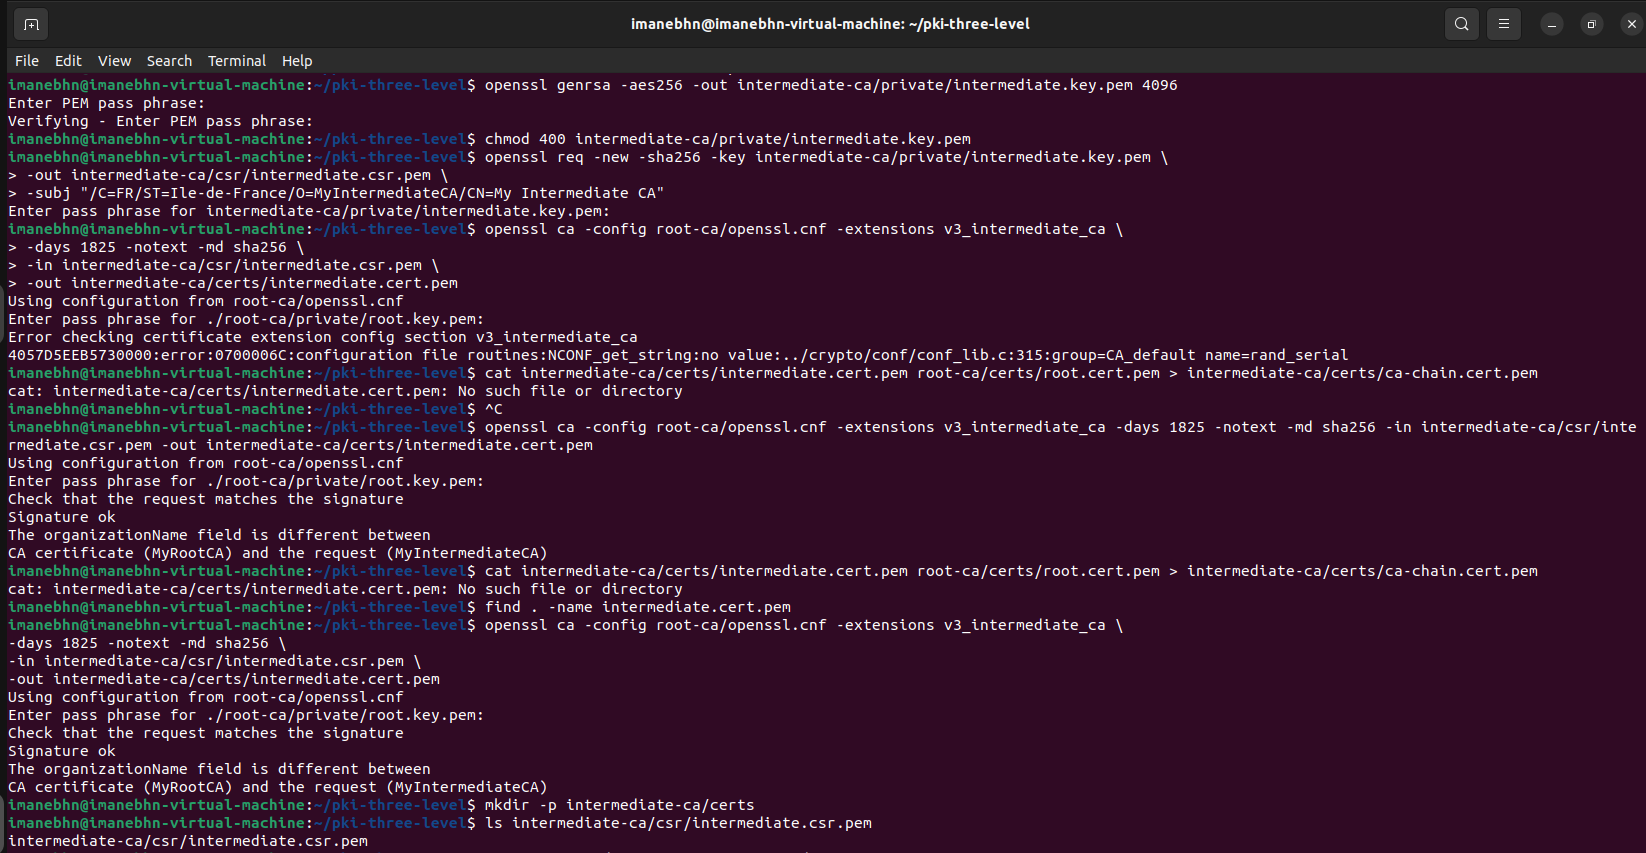 imanebhn@imanebhn-virtual-machine: ~/pki-three-level
File Edit View Search Terminal Help
imanebhn@imanebhn-virtual-machine:~/pki-three-level$ openssl genrsa -aes256 -out intermediate-ca/private/intermediate.key.pem 4096
Enter PEM pass phrase:
Verifying - Enter PEM pass phrase:
imanebhn@imanebhn-virtual-machine:~/pki-three-level$ chmod 400 intermediate-ca/private/intermediate.key.pem
imanebhn@imanebhn-virtual-machine:~/pki-three-level$ openssl req -new -sha256 -key intermediate-ca/private/intermediate.key.pem \
> -out intermediate-ca/csr/intermediate.csr.pem \
> -subj "/C=FR/ST=Ile-de-France/O=MyIntermediateCA/CN=My Intermediate CA"
Enter pass phrase for intermediate-ca/private/intermediate.key.pem:
imanebhn@imanebhn-virtual-machine:~/pki-three-level$ openssl ca -config root-ca/openssl.cnf -extensions v3_intermediate_ca \
> -days 1825 -notext -md sha256 \
> -in intermediate-ca/csr/intermediate.csr.pem \
> -out intermediate-ca/certs/intermediate.cert.pem
Using configuration from root-ca/openssl.cnf
Enter pass phrase for ./root-ca/private/root.key.pem:
Error checking certificate extension config section v3_intermediate_ca
4057D5EEB5730000:error:0700006C:configuration file routines:NCONF_get_string:no value:../crypto/conf/conf_lib.c:315:group=CA_default name=rand_serial
imanebhn@imanebhn-virtual-machine:~/pki-three-level$ cat intermediate-ca/certs/intermediate.cert.pem root-ca/certs/root.cert.pem > intermediate-ca/certs/ca-chain.cert.pem
cat: intermediate-ca/certs/intermediate.cert.pem: No such file or directory
imanebhn@imanebhn-virtual-machine:~/pki-three-level$ ^C
imanebhn@imanebhn-virtual-machine:~/pki-three-level$ openssl ca -config root-ca/openssl.cnf -extensions v3_intermediate_ca -days 1825 -notext -md sha256 -in intermediate-ca/csr/inte
rmediate.csr.pem -out intermediate-ca/certs/intermediate.cert.pem
Using configuration from root-ca/openssl.cnf
Enter pass phrase for ./root-ca/private/root.key.pem:
Check that the request matches the signature
Signature ok
The organizationName field is different between
CA certificate (MyRootCA) and the request (MyIntermediateCA)
imanebhn@imanebhn-virtual-machine:~/pki-three-level$ cat intermediate-ca/certs/intermediate.cert.pem root-ca/certs/root.cert.pem > intermediate-ca/certs/ca-chain.cert.pem
cat: intermediate-ca/certs/intermediate.cert.pem: No such file or directory
imanebhn@imanebhn-virtual-machine:~/pki-three-level$ find . -name intermediate.cert.pem
imanebhn@imanebhn-virtual-machine:~/pki-three-level$ openssl ca -config root-ca/openssl.cnf -extensions v3_intermediate_ca \
-days 1825 -notext -md sha256 \
-in intermediate-ca/csr/intermediate.csr.pem \
-out intermediate-ca/certs/intermediate.cert.pem
Using configuration from root-ca/openssl.cnf
Enter pass phrase for ./root-ca/private/root.key.pem:
Check that the request matches the signature
Signature ok
The organizationName field is different between
CA certificate (MyRootCA) and the request (MyIntermediateCA)
imanebhn@imanebhn-virtual-machine:~/pki-three-level$ mkdir -p intermediate-ca/certs
imanebhn@imanebhn-virtual-machine:~/pki-three-level$ ls intermediate-ca/csr/intermediate.csr.pem
intermediate-ca/csr/intermediate.csr.pem